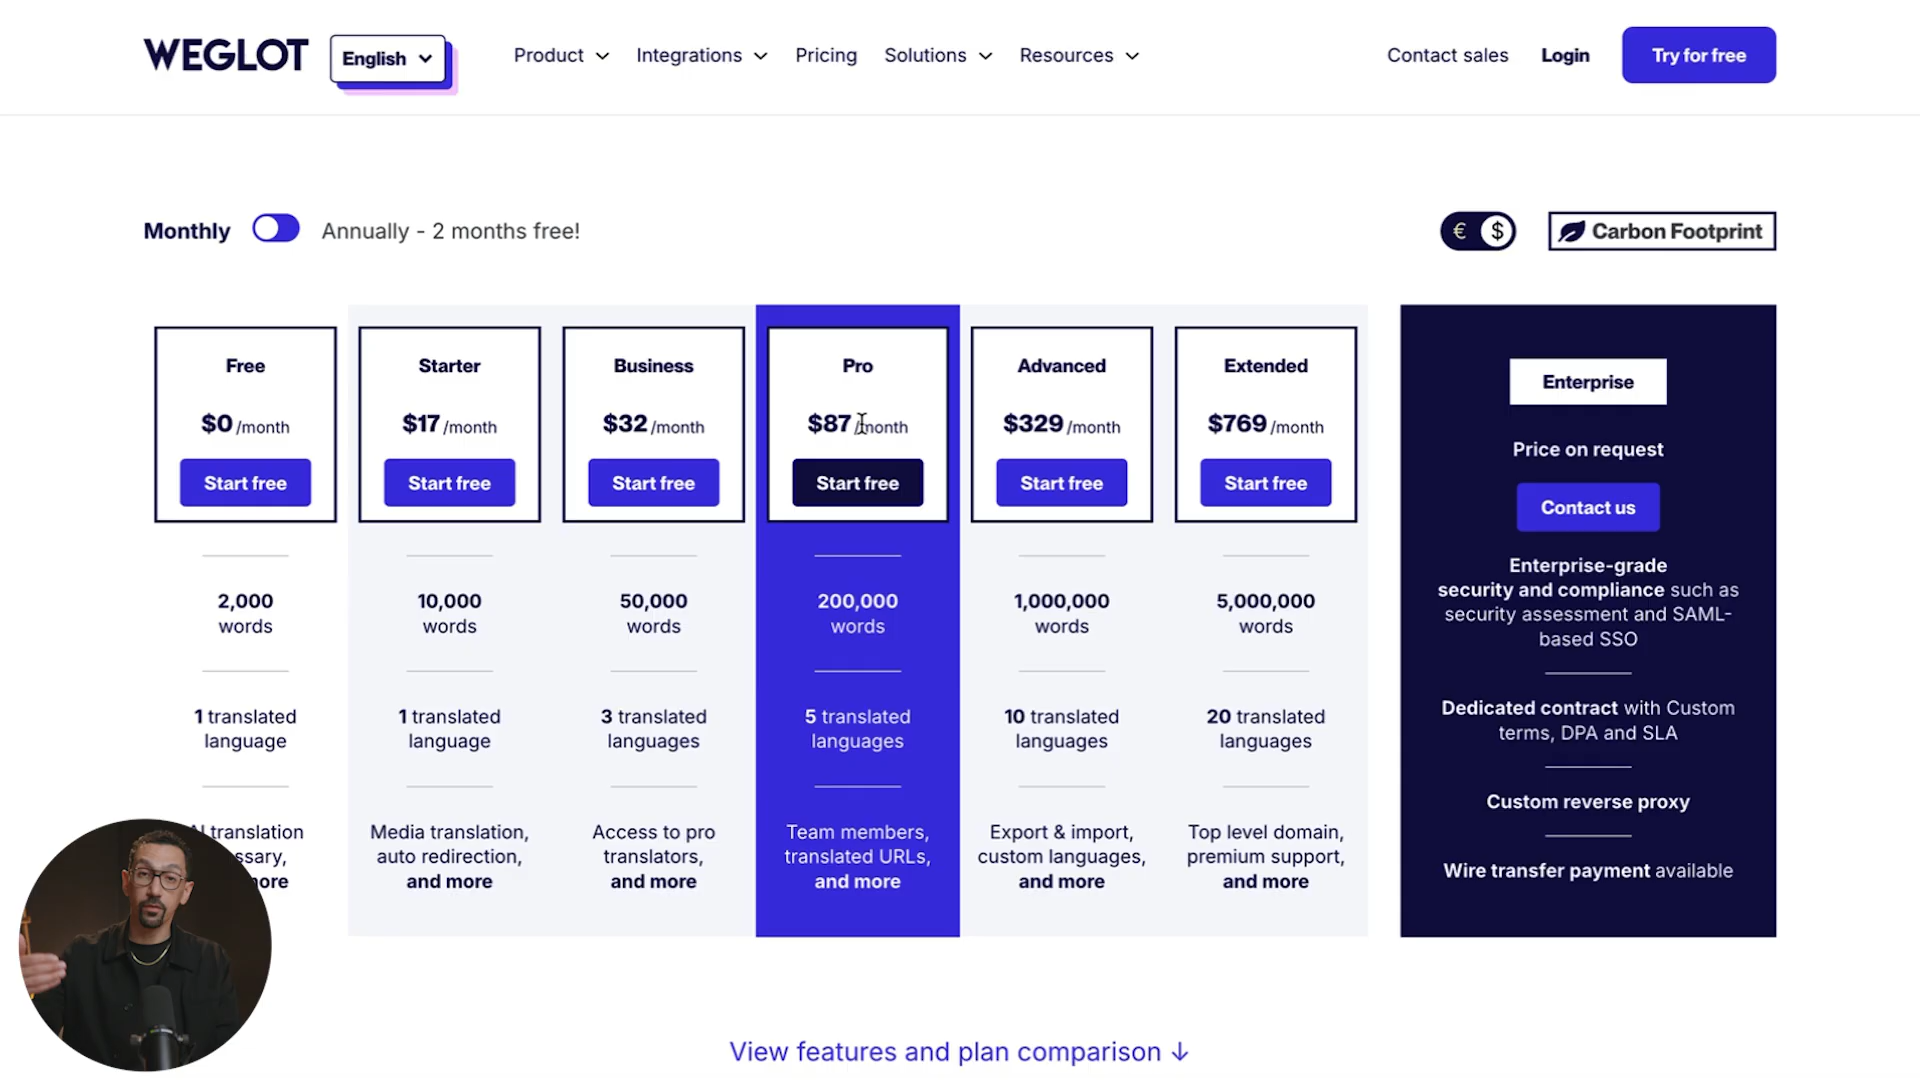 WEGLOT
English
Product
Integrations
Pricing
Solutions
Resources
Contact sales
Login
Try for free
Monthly
Annually - 2 months free!
€ $
Carbon Footprint
Free
$0 /month
Start free
2,000
words
1 translated
language
translation
more
Starter
$17 /month
Start free
10,000
words
1 translated
language
Media translation,
auto redirection,
and more
Business
$32 /month
Start free
50,000
words
3 translated
languages
Access to pro
translators,
and more
Pro
$87 /month
Start free
200,000
words
5 translated
languages
Team members,
translated URLs,
and more
Advanced
$329 /month
Start free
1,000,000
words
10 translated
languages
Export & import,
custom languages,
and more
Extended
$769 /month
Start free
5,000,000
words
20 translated
languages
Top level domain,
premium support,
and more
Enterprise
Price on request
Contact us
Enterprise-grade
security and compliance such as
security assessment and SAML-
based SSO
Dedicated contract with Custom
terms, DPA and SLA
Custom reverse proxy
Wire transfer payment available
View features and plan comparison ↓